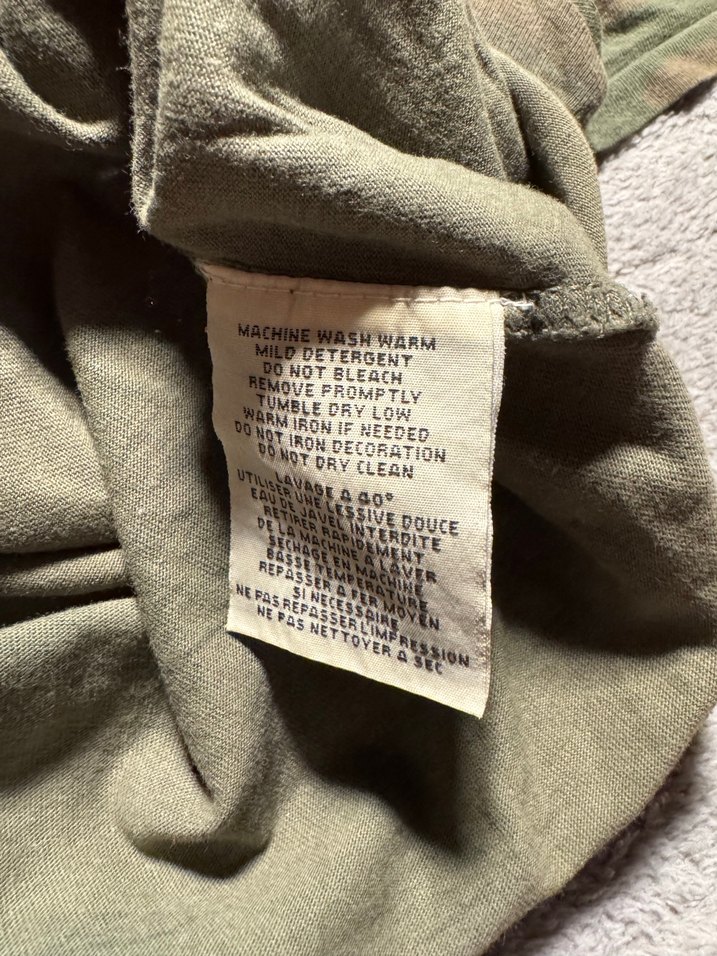 MACHINE WASH WARM
MILD DETERGENT
DO NOT BLEACH
REMOVE PROMPTLY
TUMBLE DRY LOW
WARM IRON IF NEEDED
DO NOT IRON DECORATION
DO NOT DRY CLEAN
LAVAGE A 40°
UTILISER UNE LESSIVE DOUCE
EAU DE JAVEL INTERDITE
RETIRER RAPIDEMENT
DE LA MACHINE A LAVER
SECHAGE EN MACHINE
BASSE TEMPERATURE
REPASSER A FER MOYEN
SI NECESSAIRE
NE PAS REPASSER L'IMPRESSION
NE PAS NETTOYER A SEC